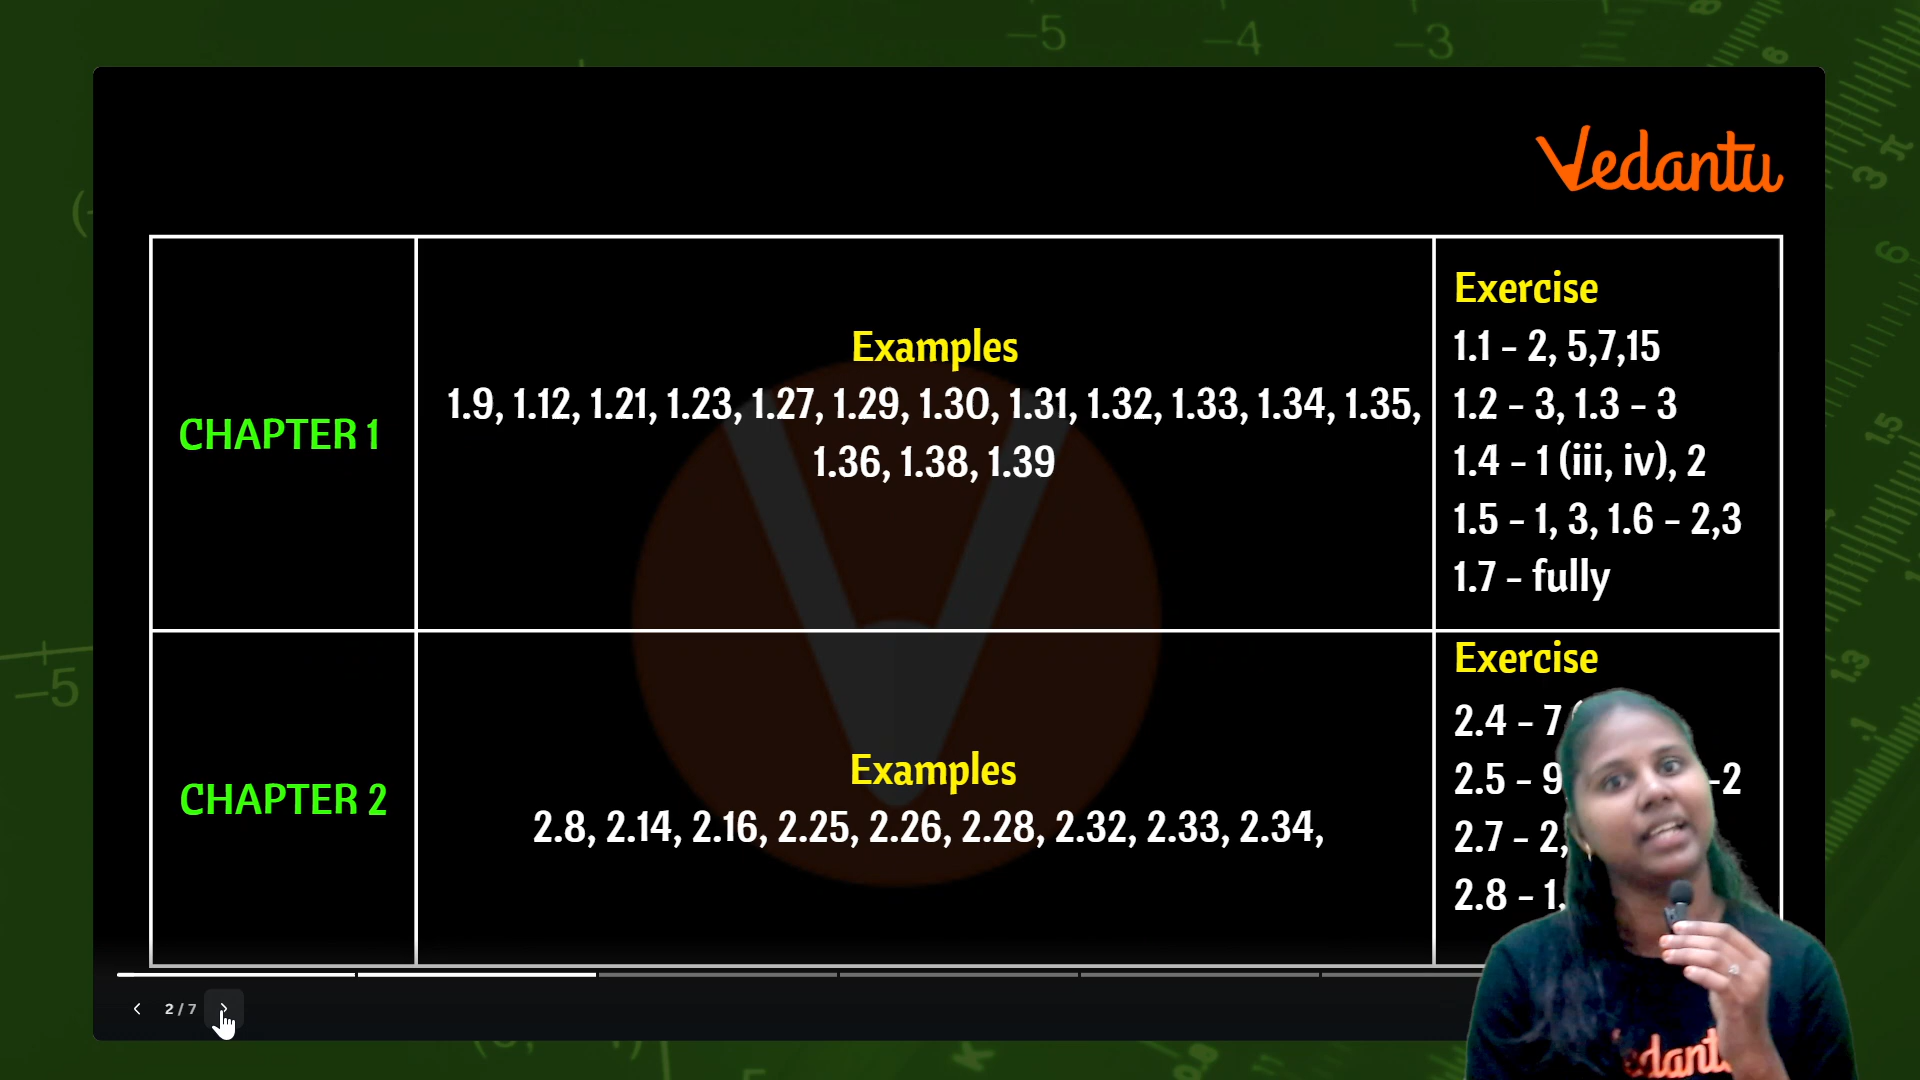 -5 -4 -3
Vedantu
CHAPTER 1
Examples
1.9, 1.12, 1.21, 1.23, 1.27, 1.29, 1.30, 1.31, 1.32, 1.33, 1.34, 1.35,
1.36, 1.38, 1.39
Exercise
1.1 - 2, 5,7,15
1.2 - 3, 1.3 - 3
1.4 - 1 (iii, iv), 2
1.5 - 1, 3, 1.6 - 2,3
1.7 - fully
CHAPTER 2
Examples
2.8, 2.14, 2.16, 2.25, 2.26, 2.28, 2.32, 2.33, 2.34,
Exercise
2.4 - 7
2.5 - 9 -2
2.7 - 2,
2.8 - 1,
-5
2 / 7